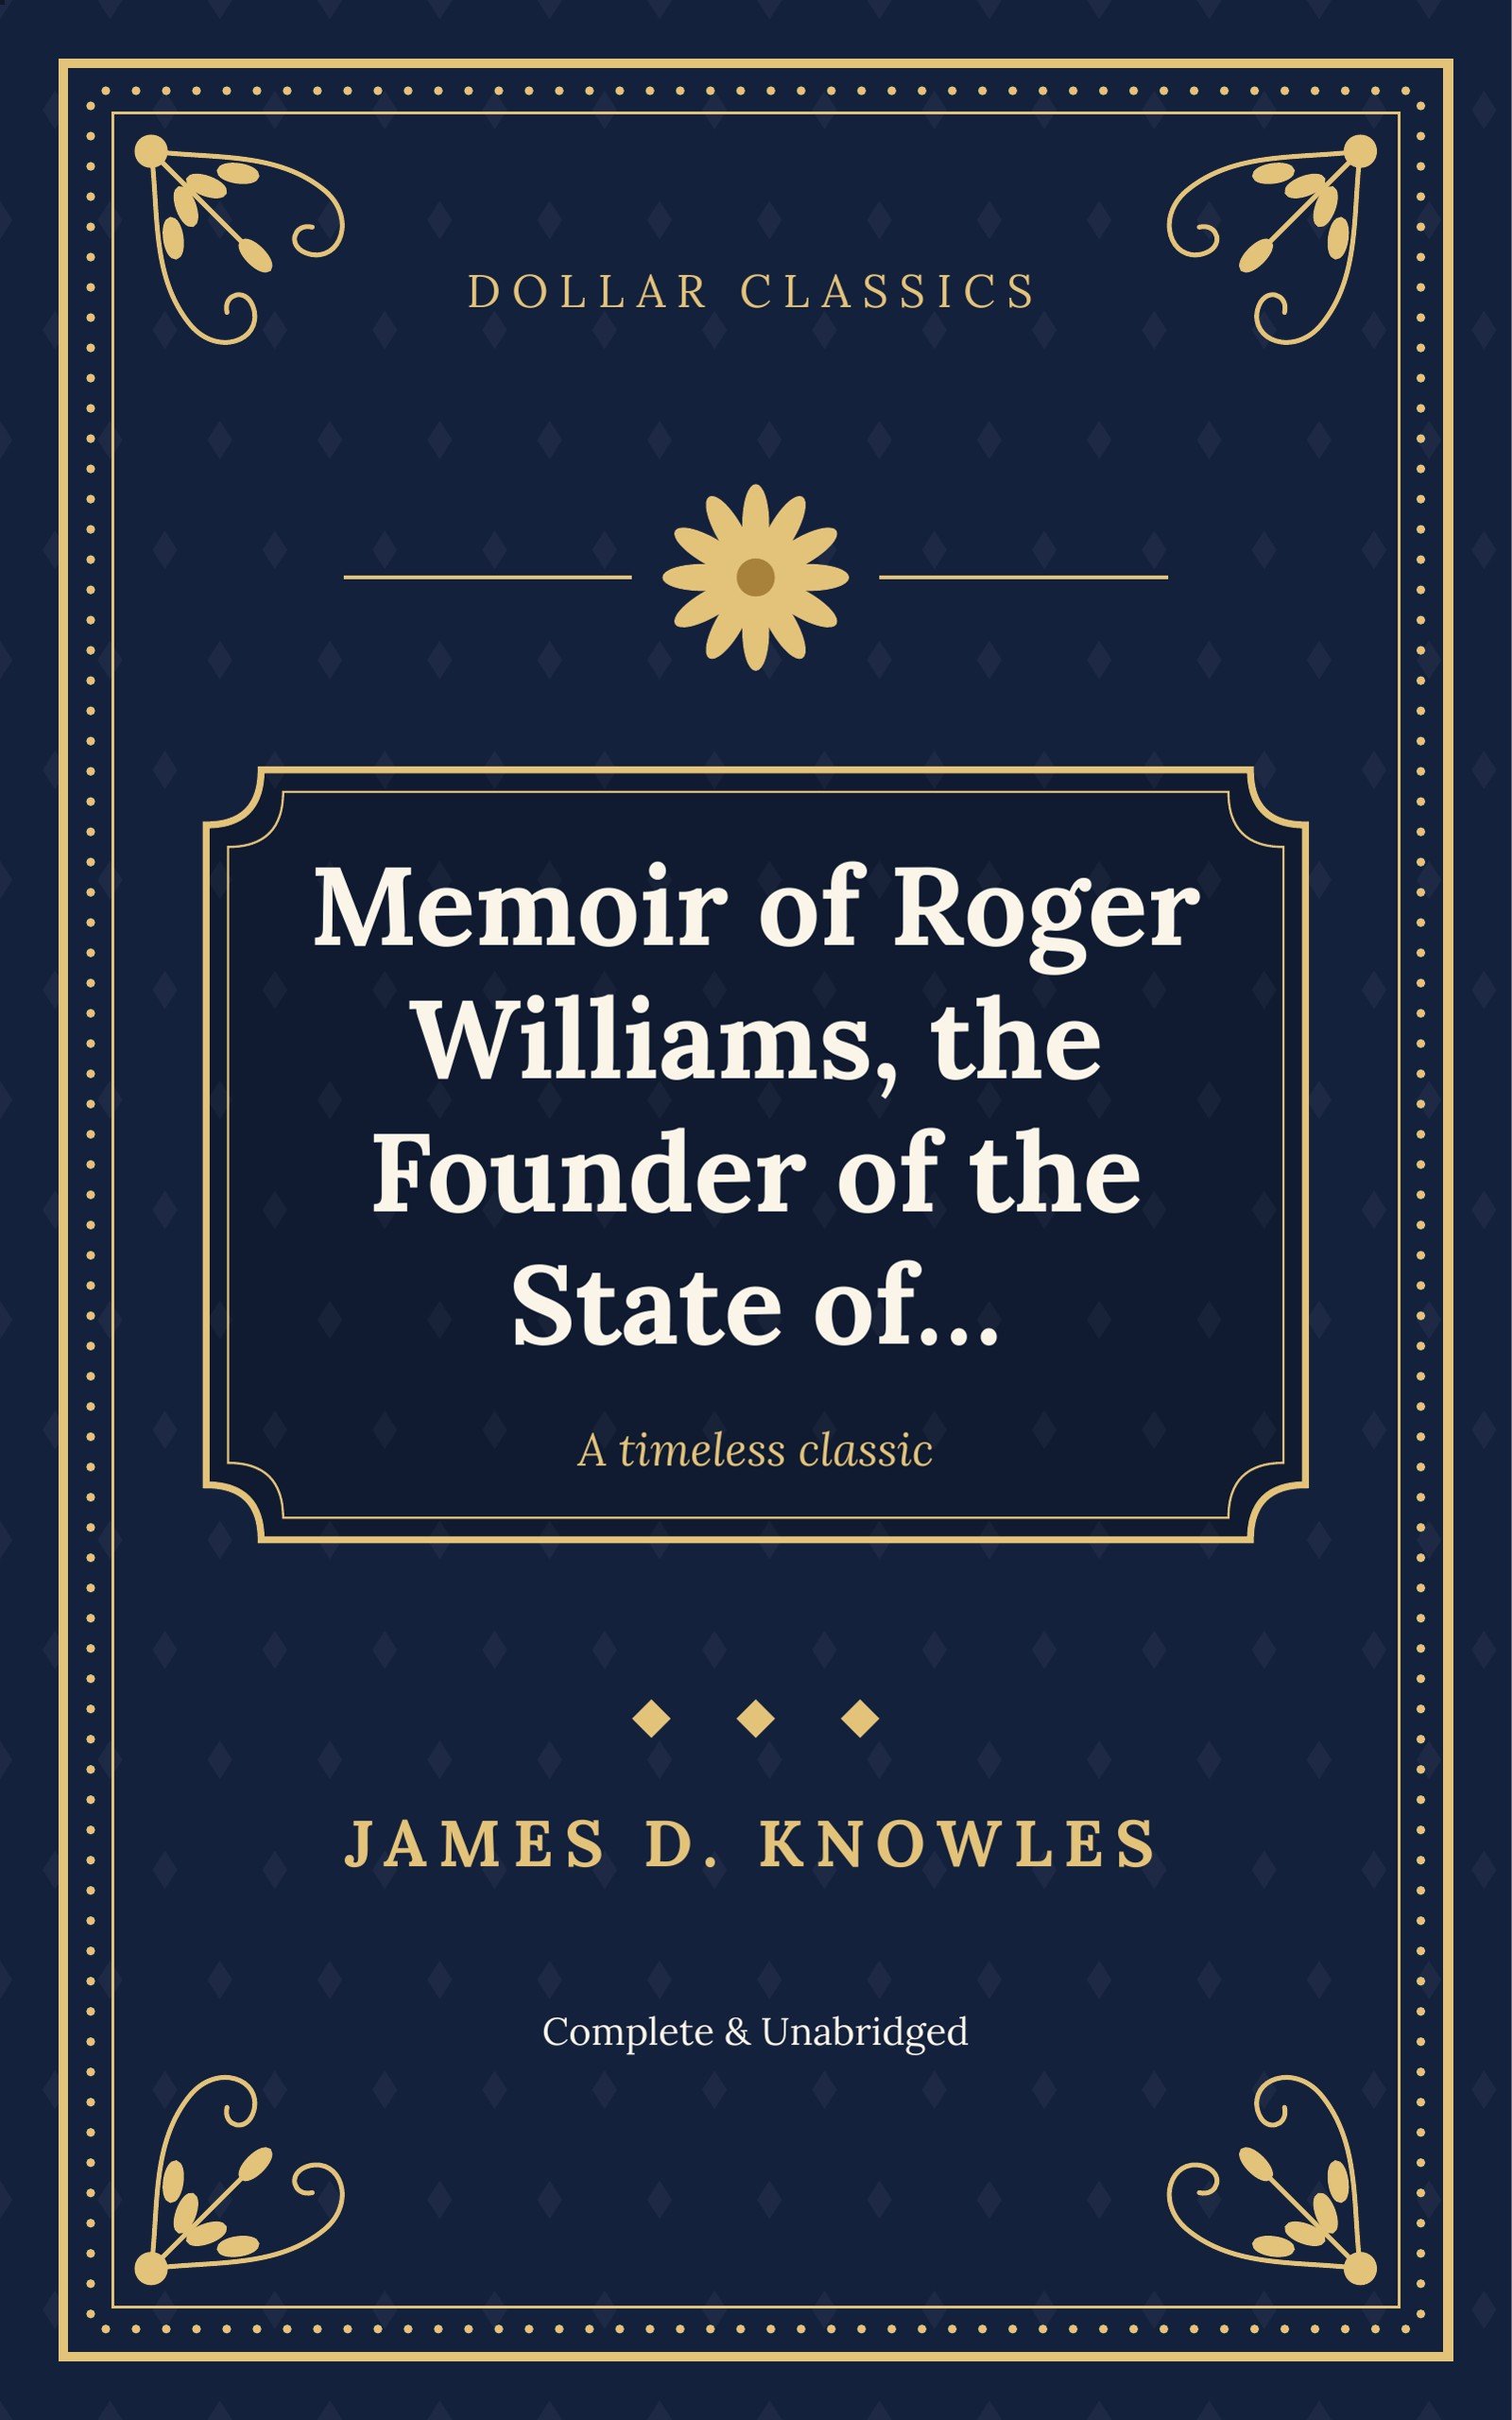 DOLLAR CLASSICS
Memoir of Roger
Williams, the
Founder of the
State of...
A timeless classic
JAMES D. KNOWLES
Complete & Unabridged